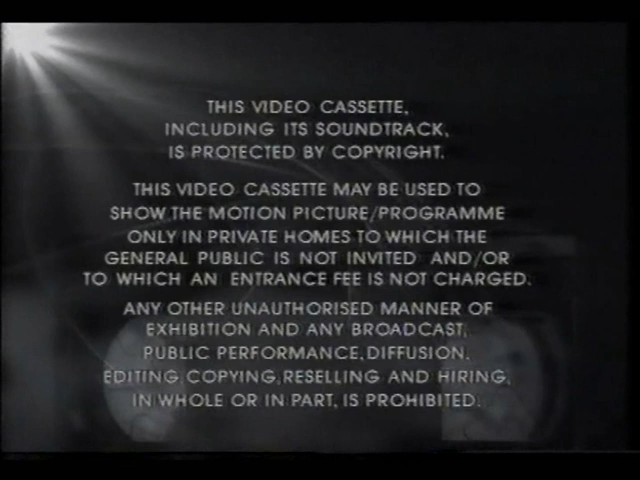 THIS VIDEO CASSETTE,
INCLUDING ITS SOUNDTRACK,
IS PROTECTED BY COPYRIGHT.
THIS VIDEO CASSETTE MAY BE USED TO
SHOW THE MOTION PICTURE/PROGRAMME
ONLY IN PRIVATE HOMES TO WHICH THE
GENERAL PUBLIC IS NOT INVITED AND/OR
TO WHICH AN ENTRANCE FEE IS NOT CHARGED.
ANY OTHER UNAUTHORISED MANNER OF
EXHIBITION AND ANY BROADCAST,
PUBLIC PERFORMANCE, DIFFUSION.
EDITING, COPYING, RESELLING AND HIRING,
IN WHOLE OR IN PART, IS PROHIBITED.